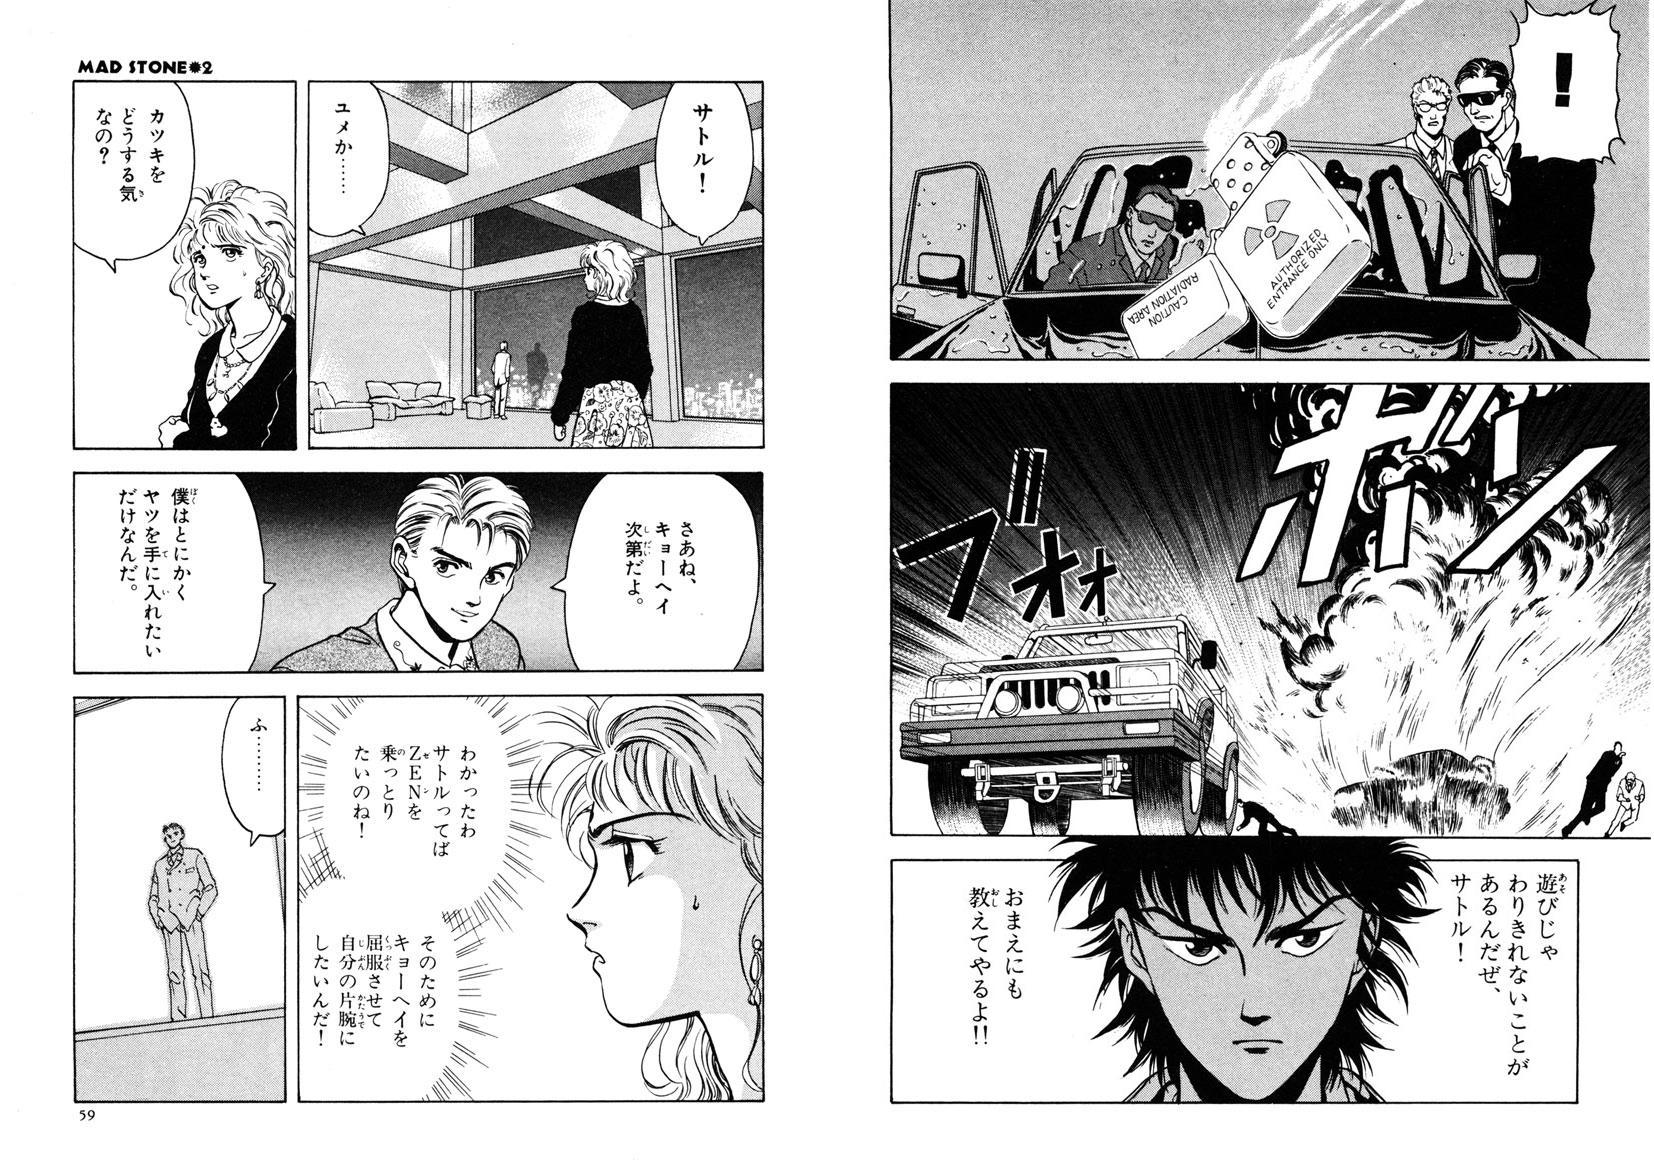 !
AUTHORIZED
ENTRANCE ONLY
CAUTION
RADIATION AREA
ボン
ブォォ
遊びじゃ
わりきれないことが
あるんだぜ、
サトル!
おまえにも
教えてやるよ!!
MAD STONE✹2
サトル!
ユメか……
カツキを
どうする気
なの?
さあね、
キョーヘイ
次第だよ。
僕はとにかく
ヤツを手に入れたい
だけなんだ。
わかったわ
サトルってば
ZENを
乗っとり
たいのね!
そのために
キョーヘイを
屈服させて
自分の片腕に
したいんだ!
ふ…………
59